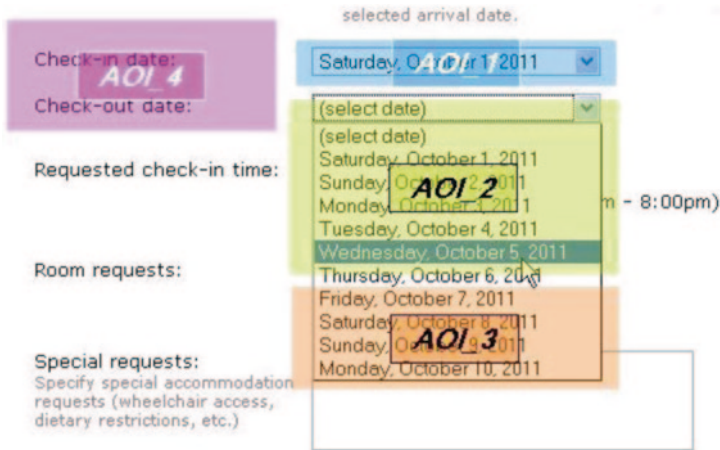 selected arrival date.
Check-in date:
AOI_4
Saturday, October 1, 2011
AOI_1
Check-out date:
(select date)
(select date)
Saturday, October 1, 2011
Requested check-in time:
Sunday, October 2, 2011
AOI_2
Monday, October 3, 2011
m - 8:00pm)
Tuesday, October 4, 2011
Wednesday, October 5, 2011
Room requests:
Thursday, October 6, 2011
Friday, October 7, 2011
Saturday, October 8, 2011
Sunday, October 9, 2011
AOI_3
Monday, October 10, 2011
Special requests:
Specify special accommodation
requests (wheelchair access,
dietary restrictions, etc.)